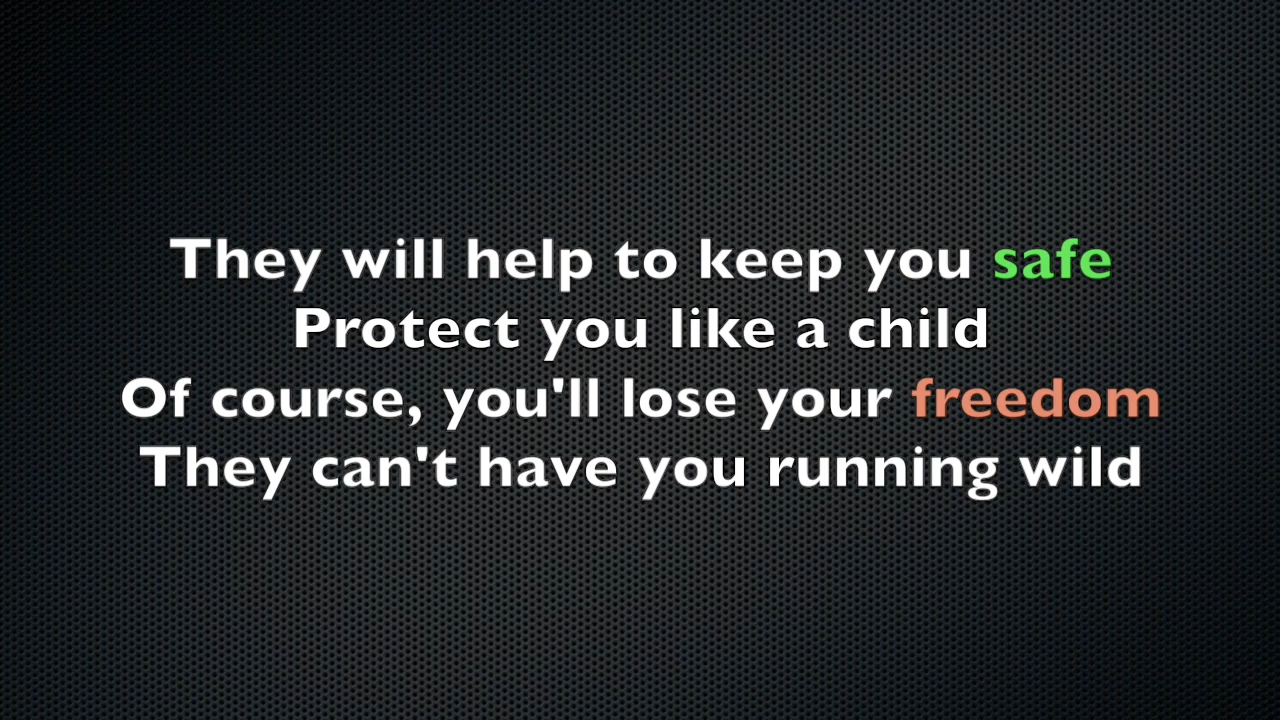 They will help to keep you safe
Protect you like a child
Of course, you'll lose your freedom
They can't have you running wild